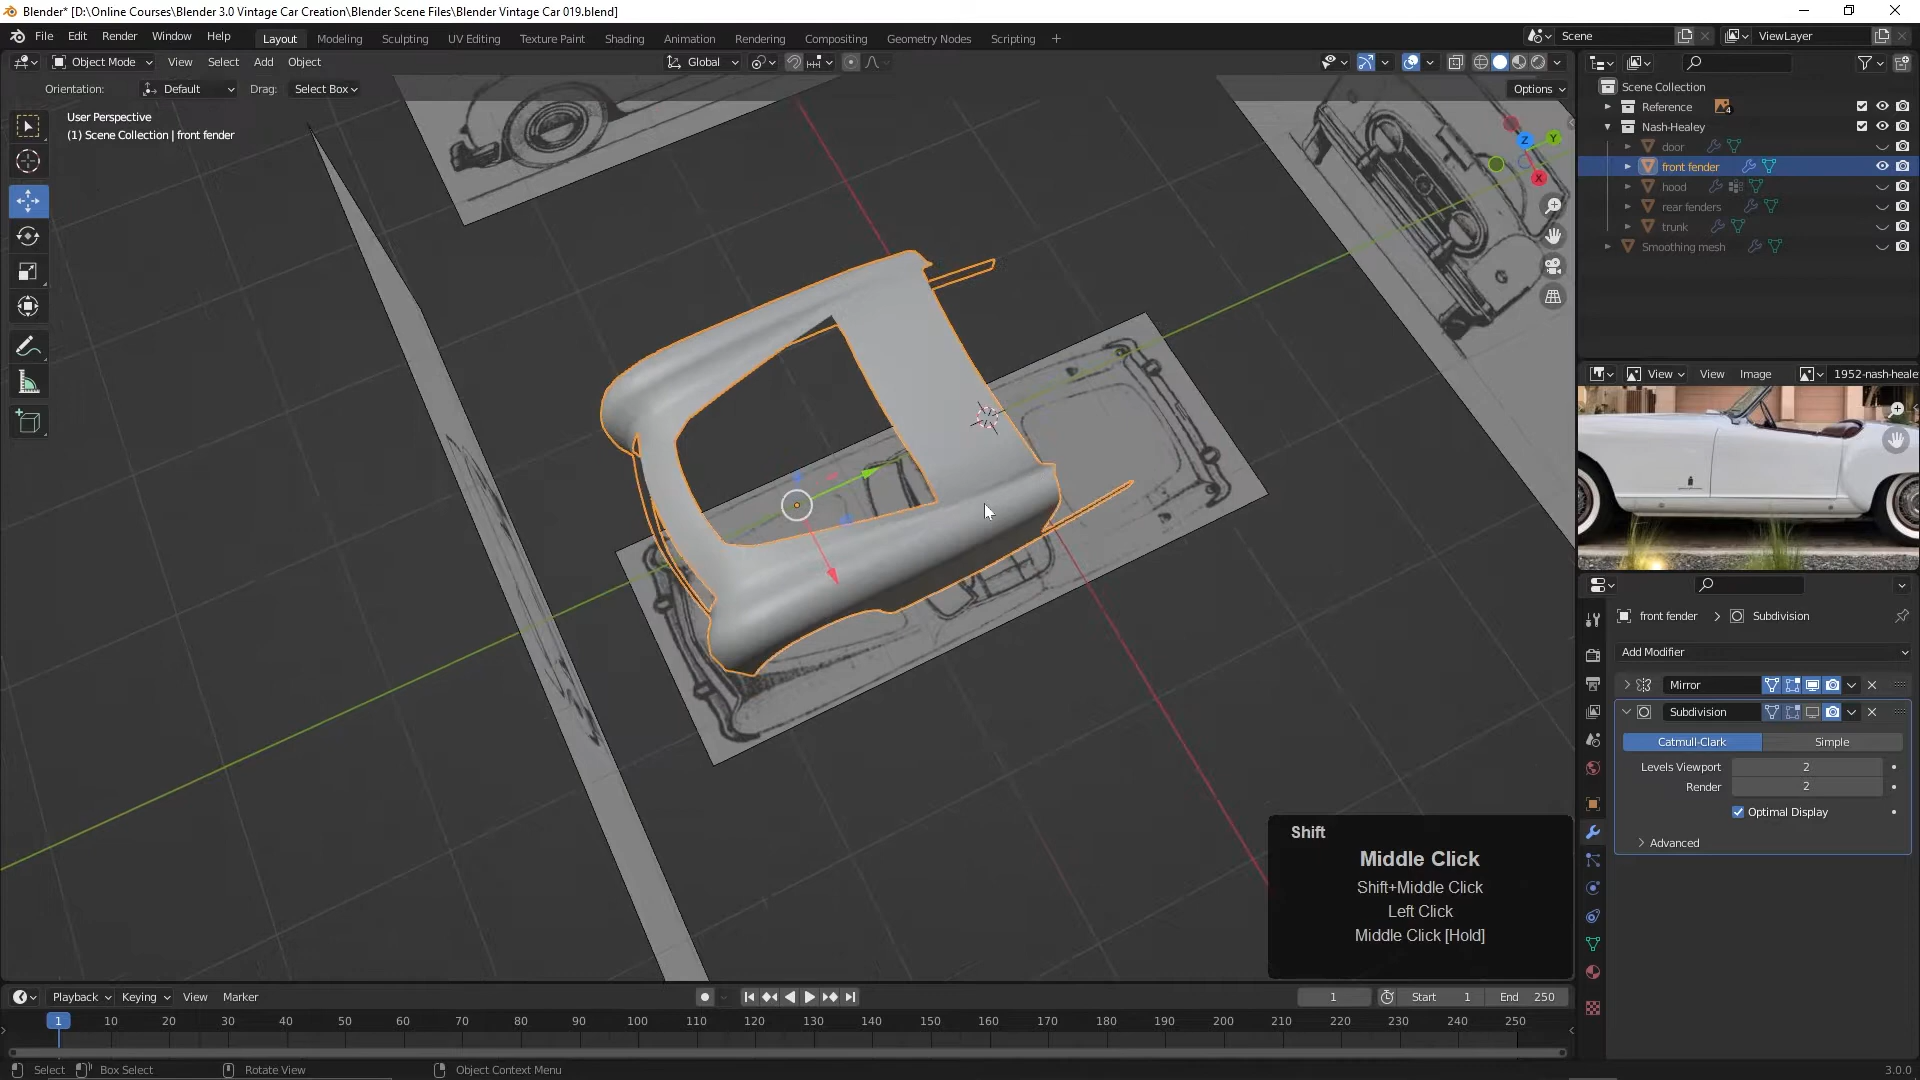 Blender* [D:\Online Courses\Blender 3.0 Vintage Car Creation\Blender Scene Files\Blender Vintage Car 019.blend]
File Edit Render Window Help Layout Modeling Sculpting UV Editing Texture Paint Shading Animation Rendering Compositing Geometry Nodes Scripting + Scene ViewLayer
Object Mode View Select Add Object Global
Orientation: Default Drag: Select Box Options
User Perspective
(1) Scene Collection | front fender
Z Y X
Scene Collection
Reference 4
Nash-Healey
door
front fender
hood
rear fenders
trunk
Smoothing mesh
View View Image 1952-nash-heale
front fender > Subdivision
Add Modifier
Mirror
Subdivision
Catmull-Clark Simple
Levels Viewport 2
Render 2
Optimal Display
Advanced
Shift
Middle Click
Shift+Middle Click
Left Click
Middle Click [Hold]
Playback Keying View Marker 1 Start 1 End 250
1 10 20 30 40 50 60 70 80 90 100 110 120 130 140 150 160 170 180 190 200 210 220 230 240 250
Select Box Select Rotate View Object Context Menu 3.0.0